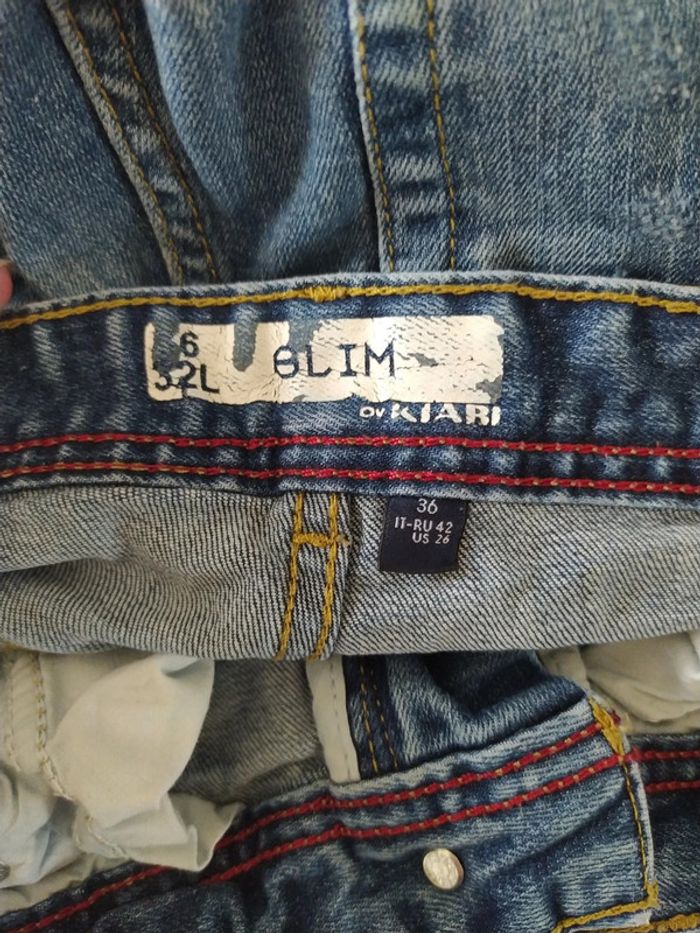 6
32L
SLIM
BY KIABI
36
IT-RU 42
US 26